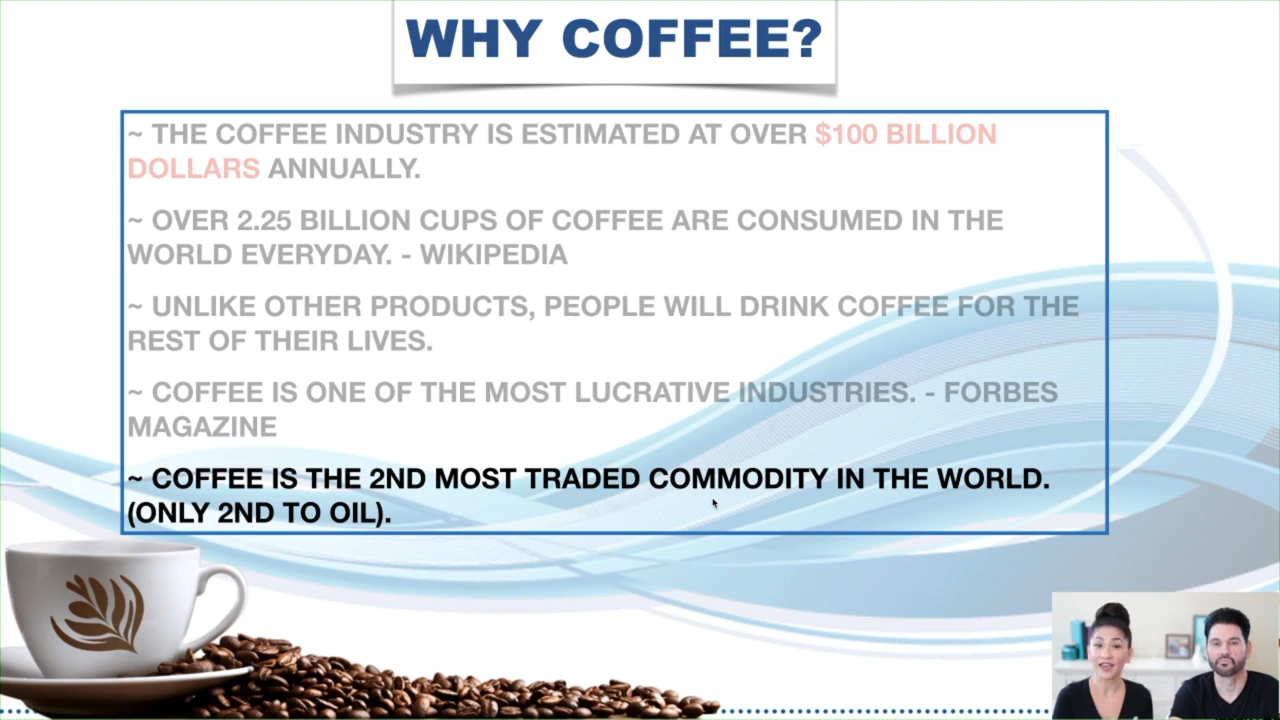 WHY COFFEE?
~ THE COFFEE INDUSTRY IS ESTIMATED AT OVER $100 BILLION
DOLLARS ANNUALLY.
~ OVER 2.25 BILLION CUPS OF COFFEE ARE CONSUMED IN THE
WORLD EVERYDAY. - WIKIPEDIA
~ UNLIKE OTHER PRODUCTS, PEOPLE WILL DRINK COFFEE FOR THE
REST OF THEIR LIVES.
~ COFFEE IS ONE OF THE MOST LUCRATIVE INDUSTRIES. - FORBES
MAGAZINE
~ COFFEE IS THE 2ND MOST TRADED COMMODITY IN THE WORLD.
(ONLY 2ND TO OIL).